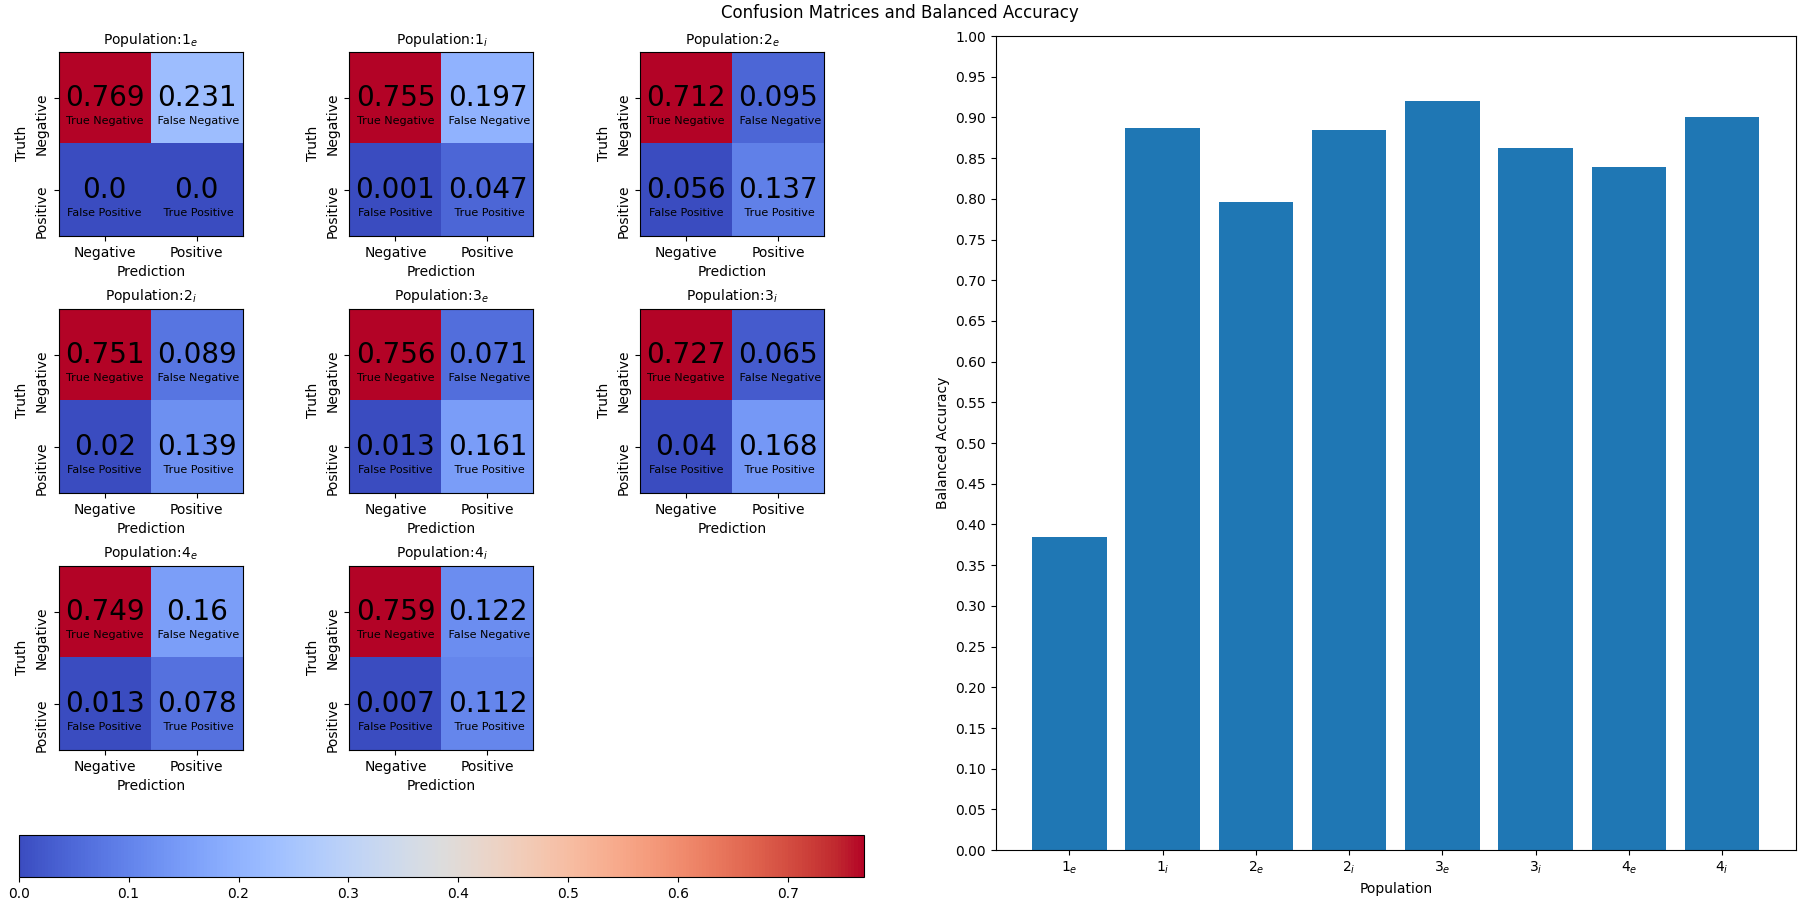 Confusion Matrices and Balanced Accuracy
Population:1e
Truth
Negative
Positive
0.769
True Negative
0.231
False Negative
0.0
False Positive
0.0
True Positive
Negative
Positive
Prediction
Population:1i
Truth
Negative
Positive
0.755
True Negative
0.197
False Negative
0.001
False Positive
0.047
True Positive
Negative
Positive
Prediction
Population:2e
Truth
Negative
Positive
0.712
True Negative
0.095
False Negative
0.056
False Positive
0.137
True Positive
Negative
Positive
Prediction
Population:2i
Truth
Negative
Positive
0.751
True Negative
0.089
False Negative
0.02
False Positive
0.139
True Positive
Negative
Positive
Prediction
Population:3e
Truth
Negative
Positive
0.756
True Negative
0.071
False Negative
0.013
False Positive
0.161
True Positive
Negative
Positive
Prediction
Population:3i
Truth
Negative
Positive
0.727
True Negative
0.065
False Negative
0.04
False Positive
0.168
True Positive
Negative
Positive
Prediction
Population:4e
Truth
Negative
Positive
0.749
True Negative
0.16
False Negative
0.013
False Positive
0.078
True Positive
Negative
Positive
Prediction
Population:4i
Truth
Negative
Positive
0.759
True Negative
0.122
False Negative
0.007
False Positive
0.112
True Positive
Negative
Positive
Prediction
0.0 0.1 0.2 0.3 0.4 0.5 0.6 0.7
Balanced Accuracy
1.00
0.95
0.90
0.85
0.80
0.75
0.70
0.65
0.60
0.55
0.50
0.45
0.40
0.35
0.30
0.25
0.20
0.15
0.10
0.05
0.00
1e 1i 2e 2i 3e 3i 4e 4i
Population